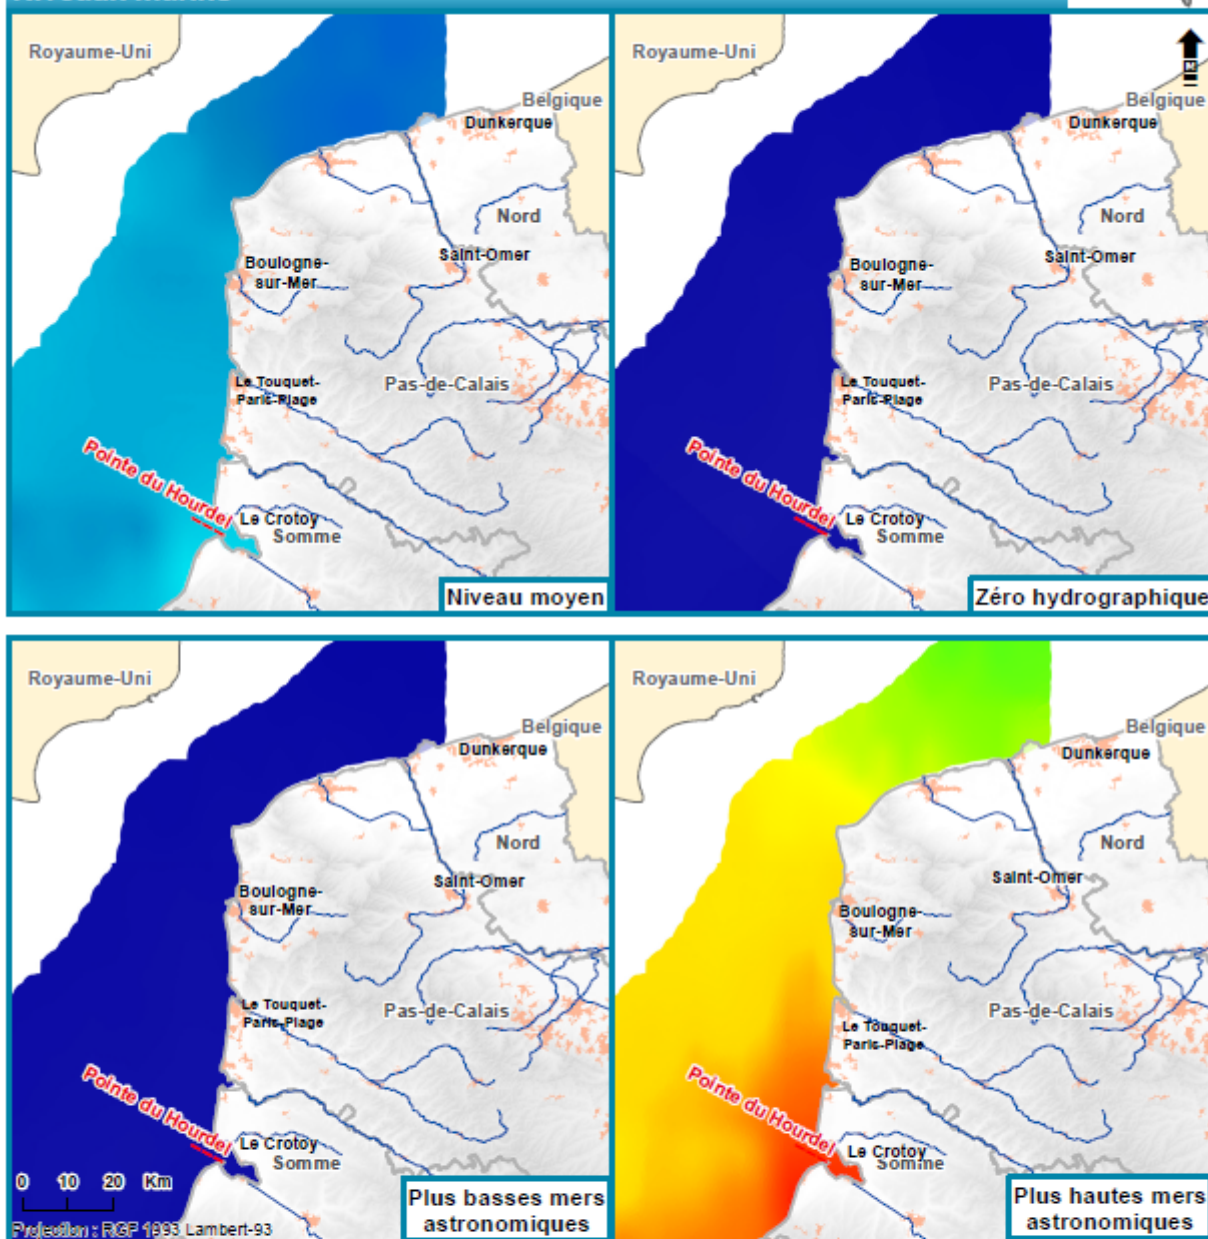 Royaume-Uni
Belgique
Dunkerque
Nord
Saint-Omer
Boulogne-
sur-Mer
Le Touquet-
Paris-Plage
Pas-de-Calais
Pointe du Hourdel
Le Crotoy
Somme
Niveau moyen
Royaume-Uni
N
Belgique
Dunkerque
Nord
Saint-Omer
Boulogne-
sur-Mer
Le Touquet-
Paris-Plage
Pas-de-Calais
Pointe du Hourdel
Le Crotoy
Somme
Zéro hydrographique
Royaume-Uni
Belgique
Dunkerque
Nord
Saint-Omer
Boulogne-
sur-Mer
Le Touquet-
Paris-Plage
Pas-de-Calais
Pointe du Hourdel
Le Crotoy
Somme
0 10 20 Km
Projection : RGF 1993 Lambert-93
Plus basses mers
astronomiques
Royaume-Uni
Belgique
Dunkerque
Nord
Saint-Omer
Boulogne-
sur-Mer
Le Touquet-
Paris-Plage
Pas-de-Calais
Pointe du Hourdel
Le Crotoy
Somme
Plus hautes mers
astronomiques